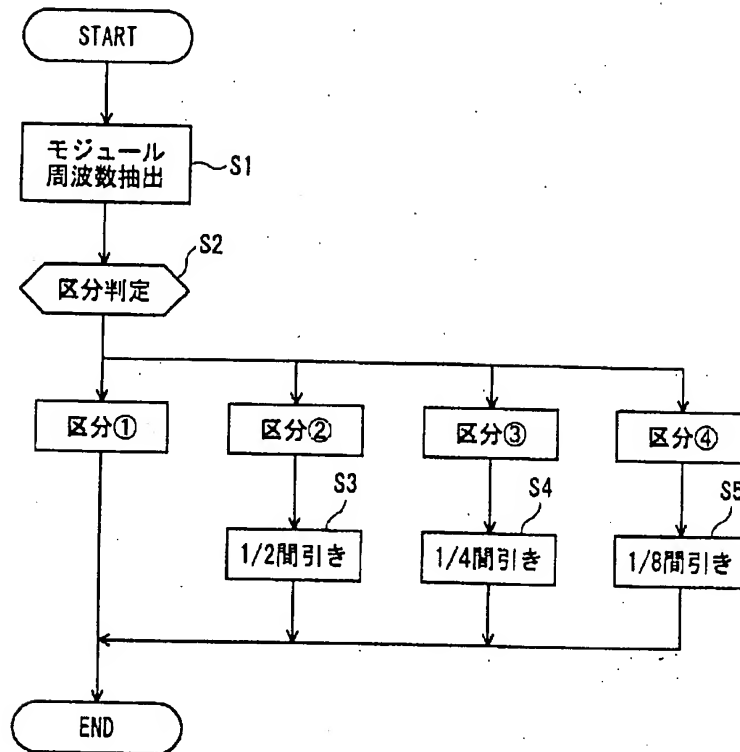 START
モジュール
周波数抽出
S1
S2
区分判定
区分①
区分②
区分③
区分④
S3
S4
S5
1/2間引き
1/4間引き
1/8間引き
END